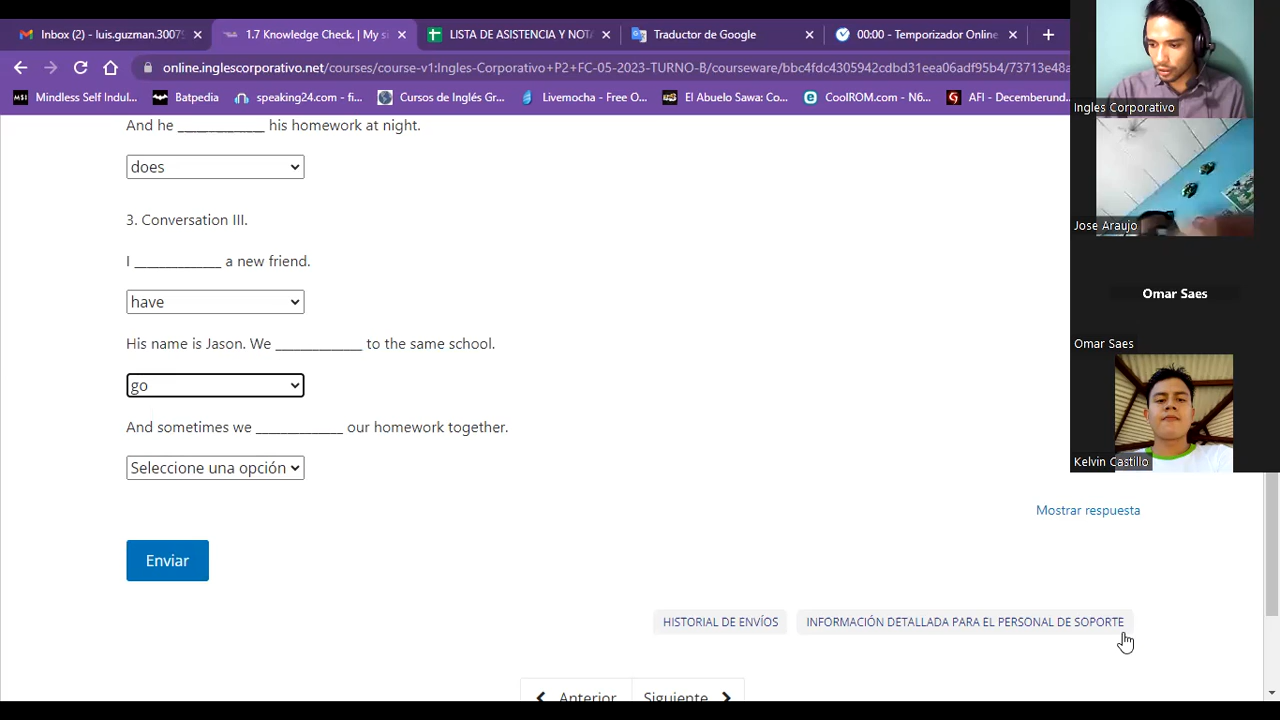 Inbox (2) - luis.guzman.3007
1.7 Knowledge Check. | My s
LISTA DE ASISTENCIA Y NOTA
Traductor de Google
00:00 - Temporizador Online
online.inglescorporativo.net/courses/course-v1:Ingles-Corporativo+P2+FC-05-2023-TURNO-B/courseware/bbc4fdc4305942cdbd31eea06adf95b4/73713e48a
Mindless Self Indul...
Batpedia
speaking24.com - fi...
Cursos de Inglés Gr...
Livemocha - Free O...
El Abuelo Sawa: Co...
CoolROM.com - N6...
AFI - Decemberund...
And he ______________ his homework at night.
does
3. Conversation III.
I ______________ a new friend.
have
His name is Jason. We ______________ to the same school.
go
And sometimes we ______________ our homework together.
Seleccione una opción
Mostrar respuesta
Enviar
HISTORIAL DE ENVÍOS
INFORMACIÓN DETALLADA PARA EL PERSONAL DE SOPORTE
Anterior
Siguiente
Ingles Corporativo
Jose Araujo
Omar Saes
Omar Saes
Kelvin Castillo